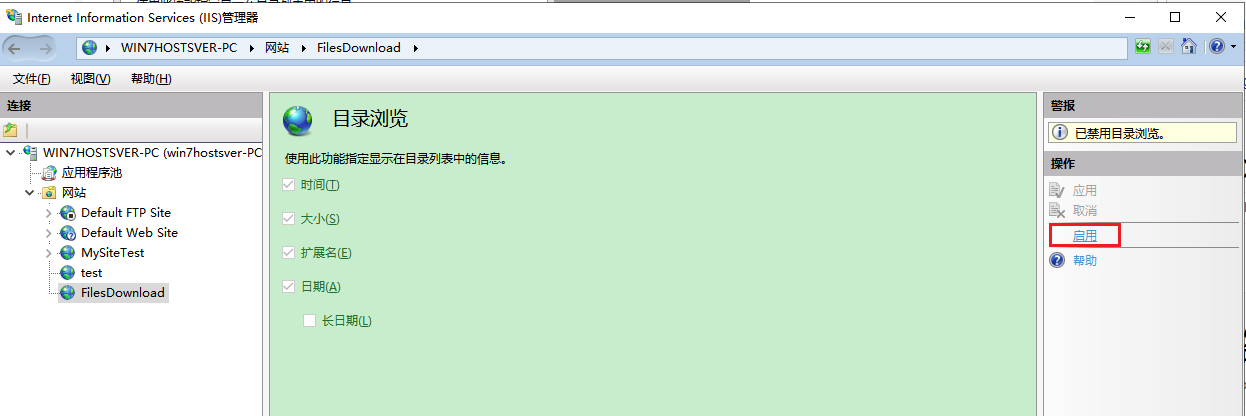 Internet Information Services (IIS)管理器
WIN7HOSTSVER-PC
网站
FilesDownload
文件(F)
视图(V)
帮助(H)
连接
WIN7HOSTSVER-PC (win7hostsver-PC
应用程序池
网站
Default FTP Site
Default Web Site
MySiteTest
test
FilesDownload
目录浏览
使用此功能指定显示在目录列表中的信息。
时间(T)
大小(S)
扩展名(E)
日期(A)
长日期(L)
警报
已禁用目录浏览。
操作
应用
取消
启用
帮助